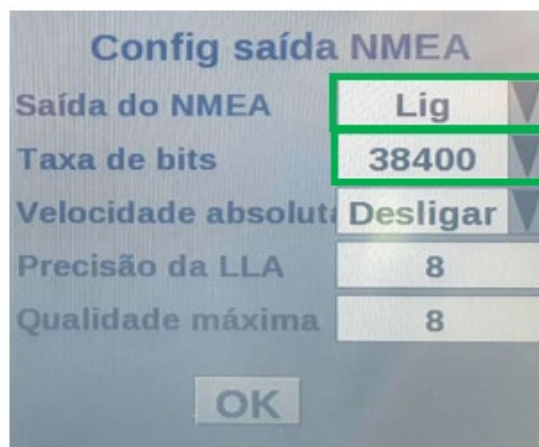 Config saída NMEA
Saída do NMEA Lig
Taxa de bits 38400
Velocidade absoluta Desligar
Precisão da LLA 8
Qualidade máxima 8
OK